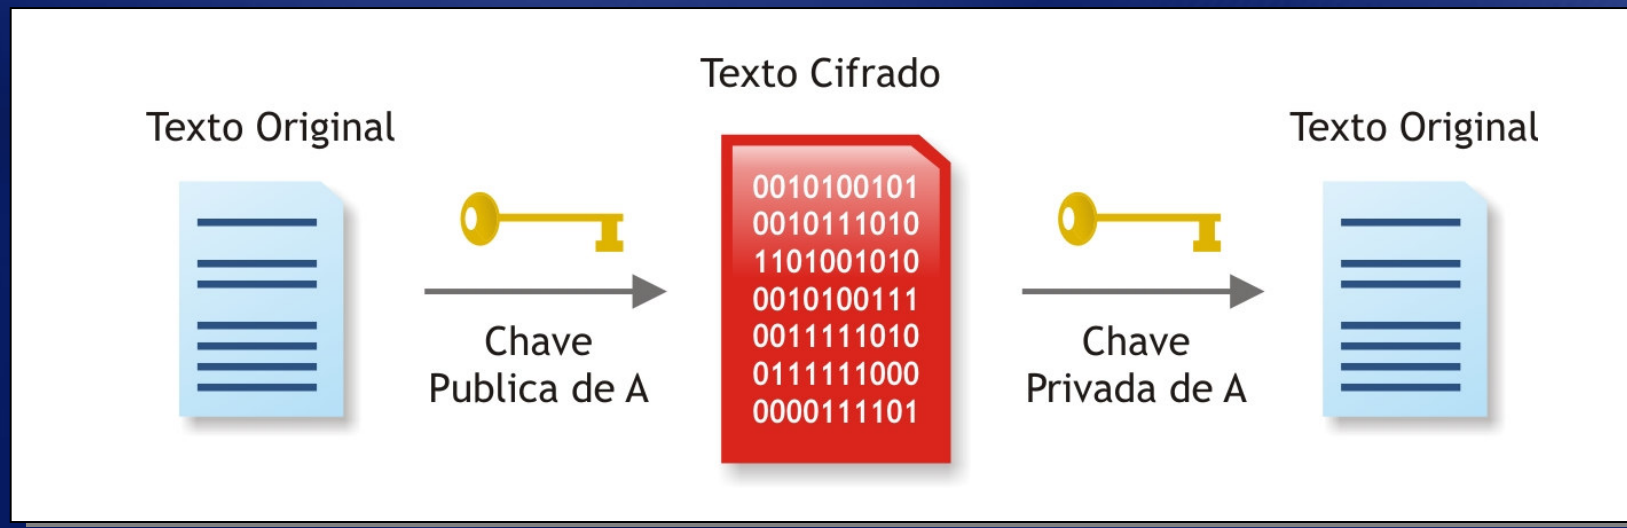 Texto Original
Chave
Publica de A
Texto Cifrado
0010100101
0010111010
1101001010
0010100111
0011111010
0111111000
0000111101
Chave
Privada de A
Texto Original